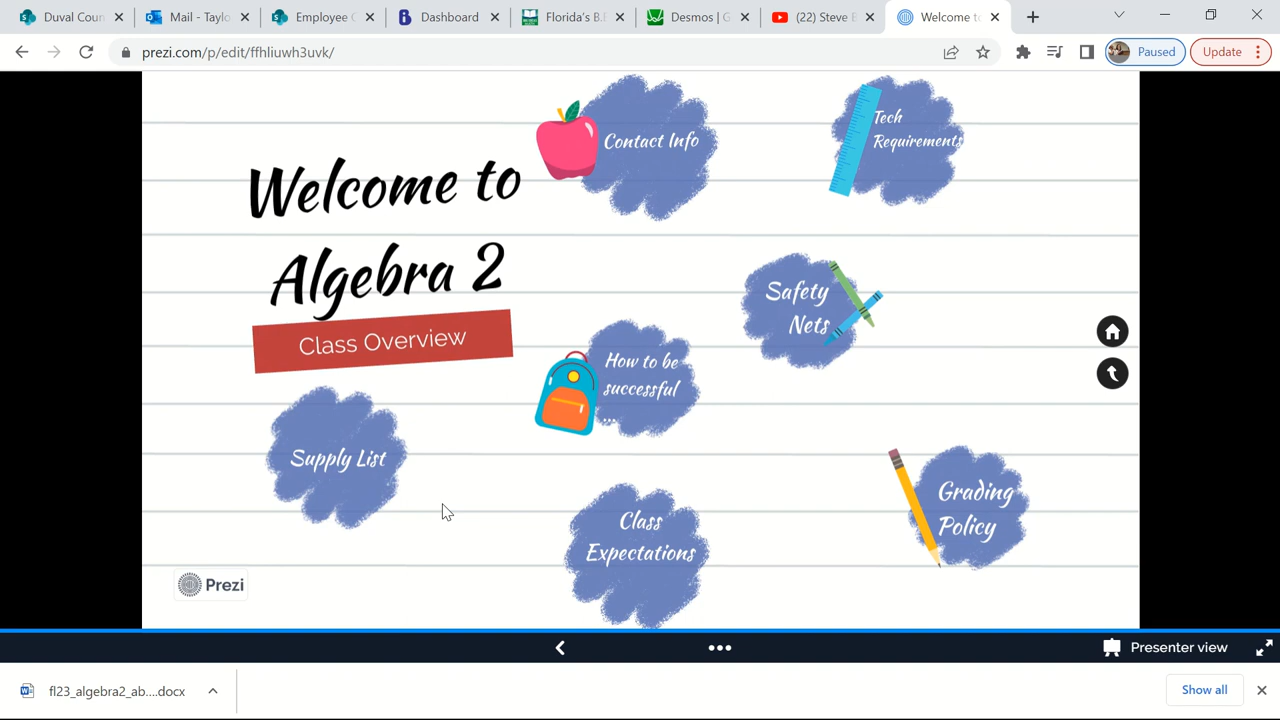 Duval Coun
Mail - Taylo
Employee C
Dashboard
Florida's B.E
Desmos | G
(22) Steve E
Welcome to
prezi.com/p/edit/ffhliuwh3uvk/
Paused
Update
Welcome to
Algebra 2
Class Overview
Contact Info
Tech
Requirements
Safety
Nets
How to be
successful
...
Supply List
Class
Expectations
Grading
Policy
Prezi
Presenter view
fl23_algebra2_ab....docx
Show all